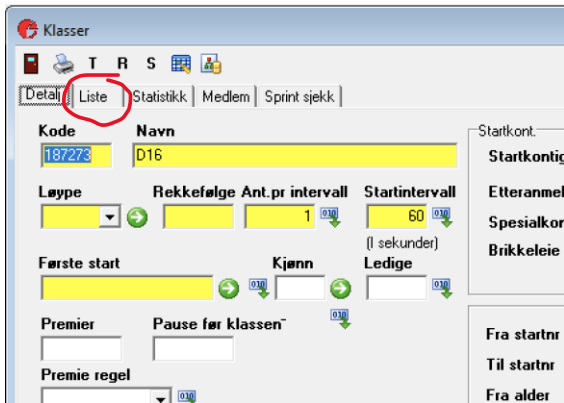 Klasser
T R S
Detalj Liste Statistikk Medlem Sprint sjekk
Kode Navn Startkont.
187273 D16 Startkontig
Løype Rekkefølge Ant.pr intervall Startintervall Etteranmel
1 60 Spesialkor
(I sekunder)
Første start Kjønn Ledige Brikkeleie
Premier Pause før klassen Fra startnr
Til startnr
Premie regel Fra alder